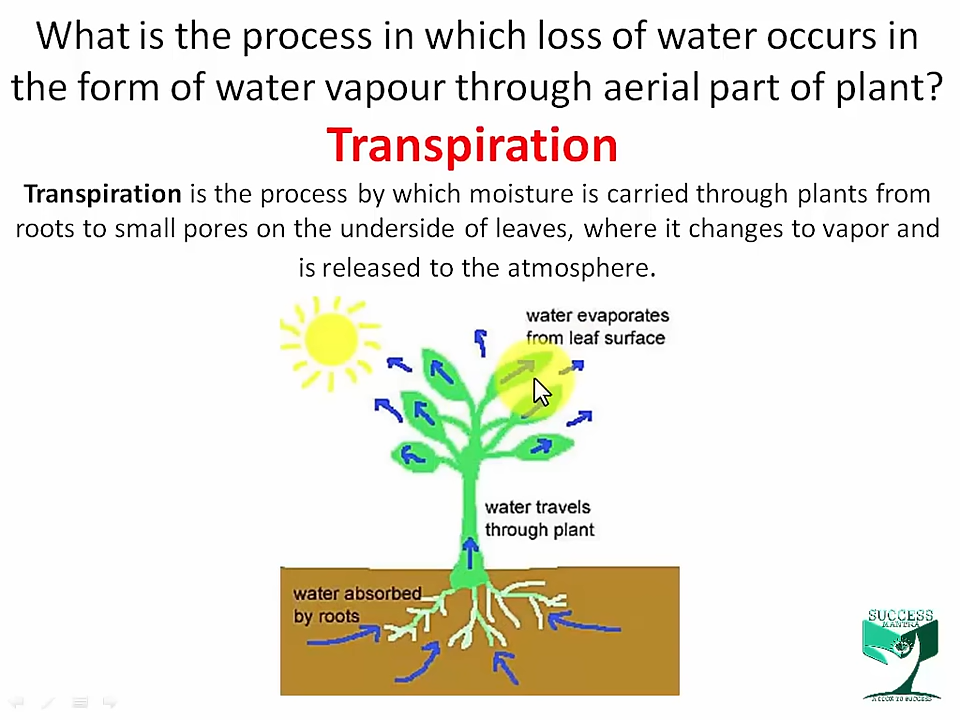 What is the process in which loss of water occurs in
the form of water vapour through aerial part of plant?
Transpiration
Transpiration is the process by which moisture is carried through plants from
roots to small pores on the underside of leaves, where it changes to vapor and
is released to the atmosphere.
water evaporates
from leaf surface
water travels
through plant
water absorbed
by roots
SUCCESS
MANTRA